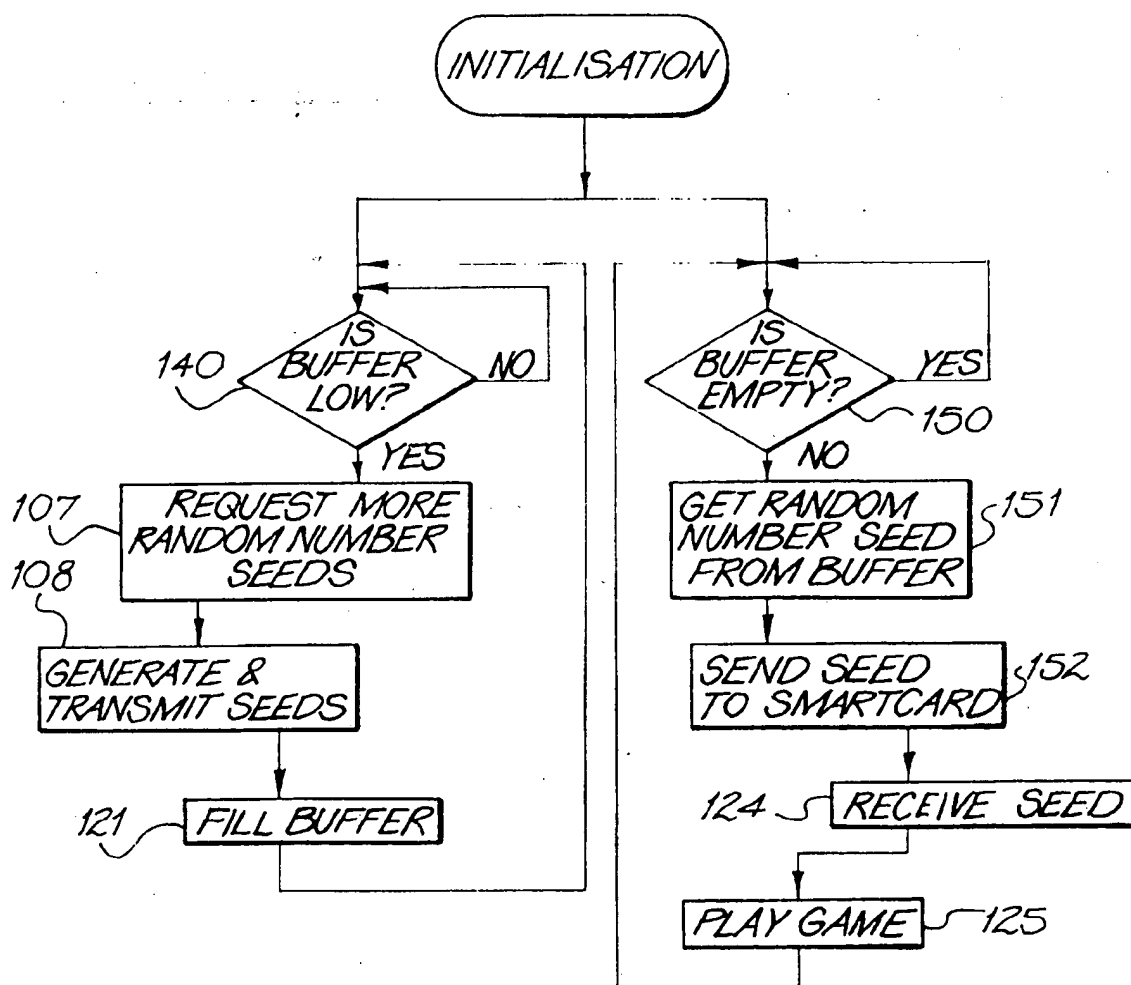 INITIALISATION
IS
BUFFER
LOW?
140
NO
YES
REQUEST MORE
RANDOM NUMBER
SEEDS
107
108
GENERATE &
TRANSMIT SEEDS
FILL BUFFER
121
IS
BUFFER
EMPTY?
YES
150
NO
GET RANDOM
NUMBER SEED
FROM BUFFER
151
SEND SEED
TO SMARTCARD
152
124
RECEIVE SEED
PLAY GAME
125